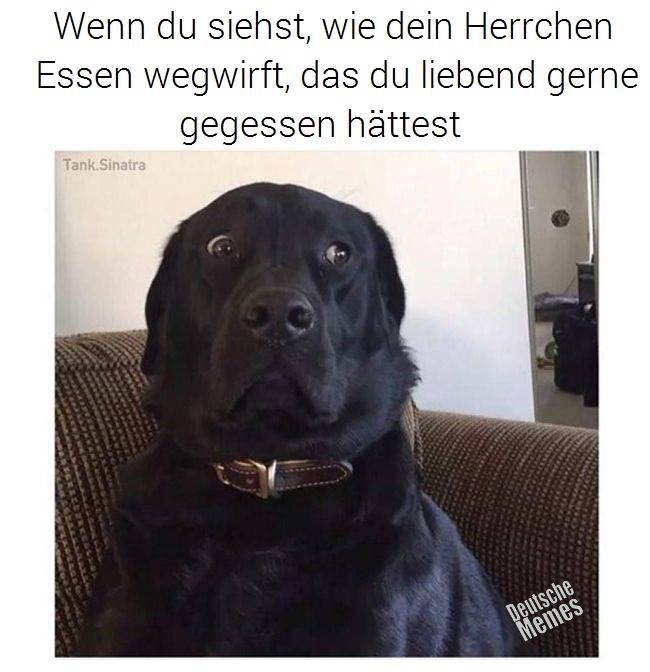 Wenn du siehst, wie dein Herrchen
Essen wegwirft, das du liebend gerne
gegessen hättest
Tank.Sinatra
Deutsche
Memes